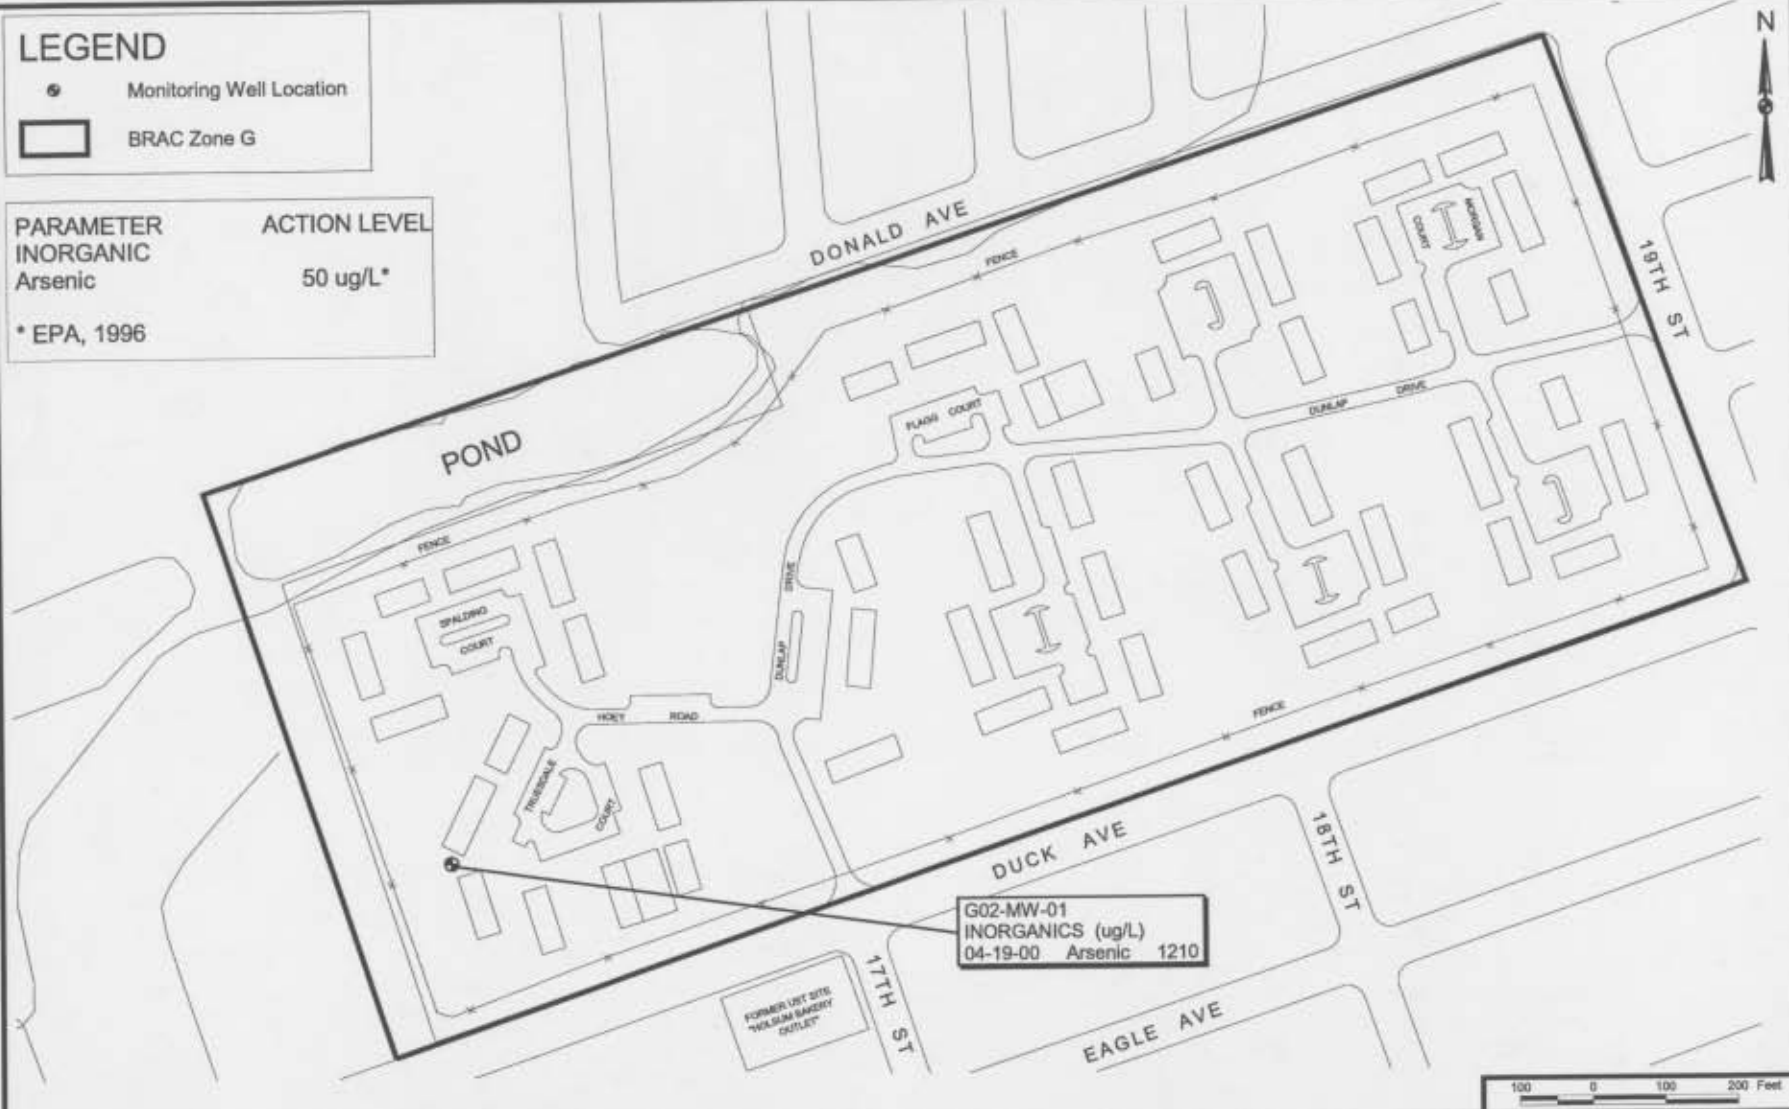 LEGEND
Monitoring Well Location
BRAC Zone G
PARAMETER ACTION LEVEL
INORGANIC
Arsenic 50 ug/L*
* EPA, 1996
N
DONALD AVE
19TH ST
FENCE
MORGAN
COURT
POND
FLAGG COURT
DUNLAP DRIVE
FENCE
SPALDING
COURT
DUNLAP DRIVE
HOEY ROAD
TRUESDALE
COURT
FENCE
DUCK AVE
18TH ST
G02-MW-01
INORGANICS (ug/L)
04-19-00 Arsenic 1210
17TH ST
FORMER UST SITE
"HOLSUM BAKERY
OUTLET"
EAGLE AVE
100 0 100 200 Feet